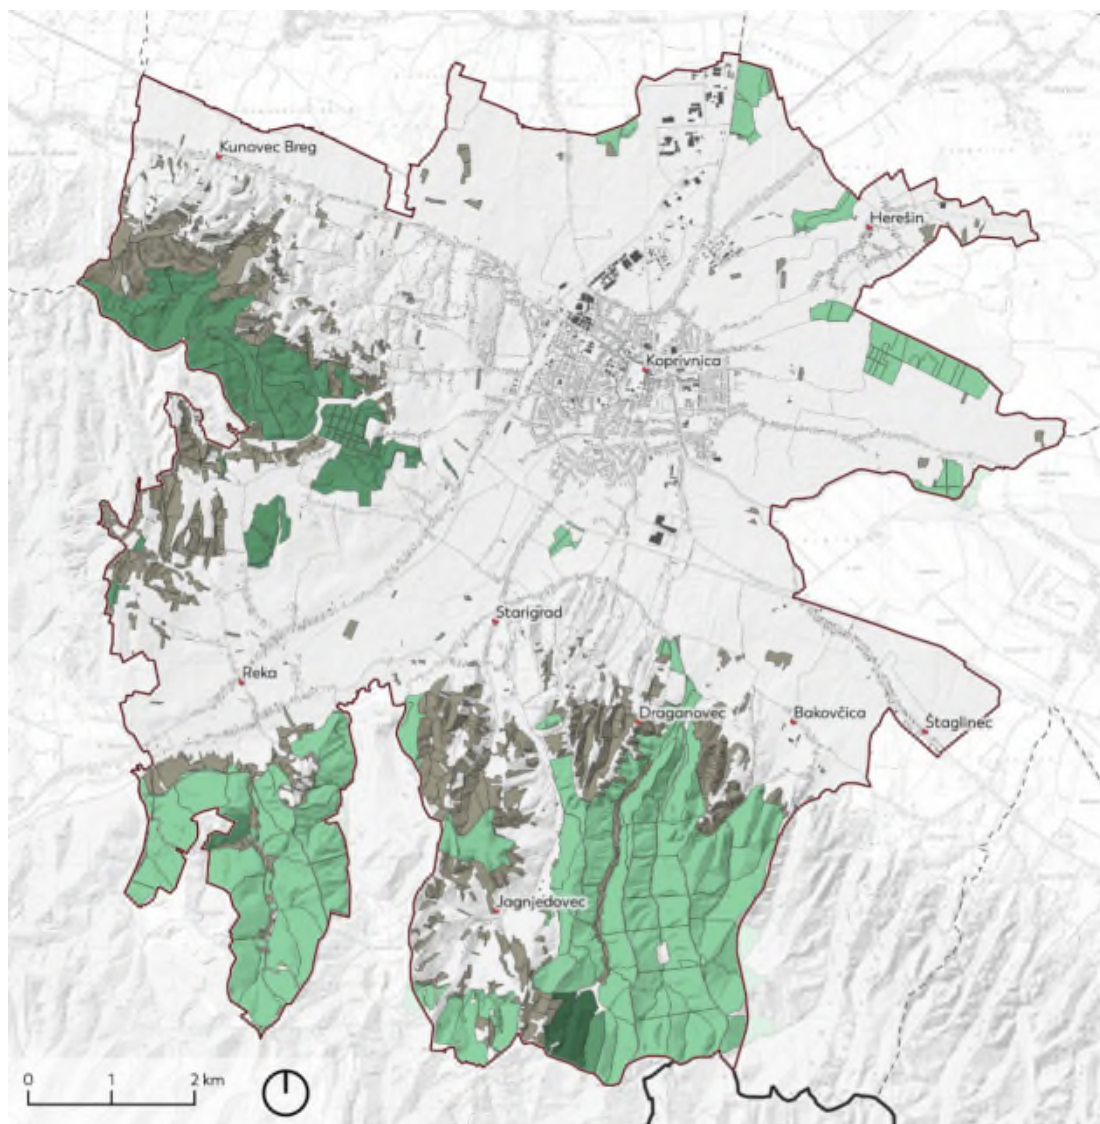 Kunovec Breg
Herešin
Koprivnica
Starigrad
Reka
Draganovec
Bakovčica
Štaglinec
Jagnjedovec
0 1 2 km